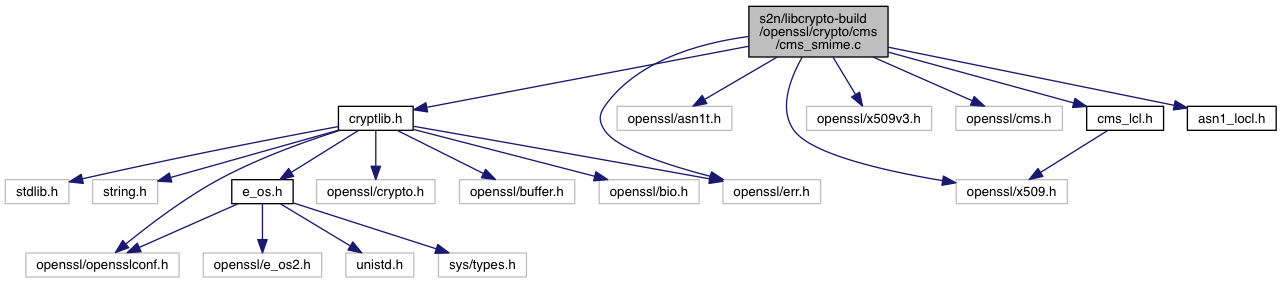 s2n/libcrypto-build
/openssl/crypto/cms
/cms_smime.c
cryptlib.h
openssl/asn1t.h
openssl/x509v3.h
openssl/cms.h
cms_lcl.h
asn1_locl.h
stdlib.h
string.h
e_os.h
openssl/crypto.h
openssl/buffer.h
openssl/bio.h
openssl/err.h
openssl/x509.h
openssl/opensslconf.h
openssl/e_os2.h
unistd.h
sys/types.h